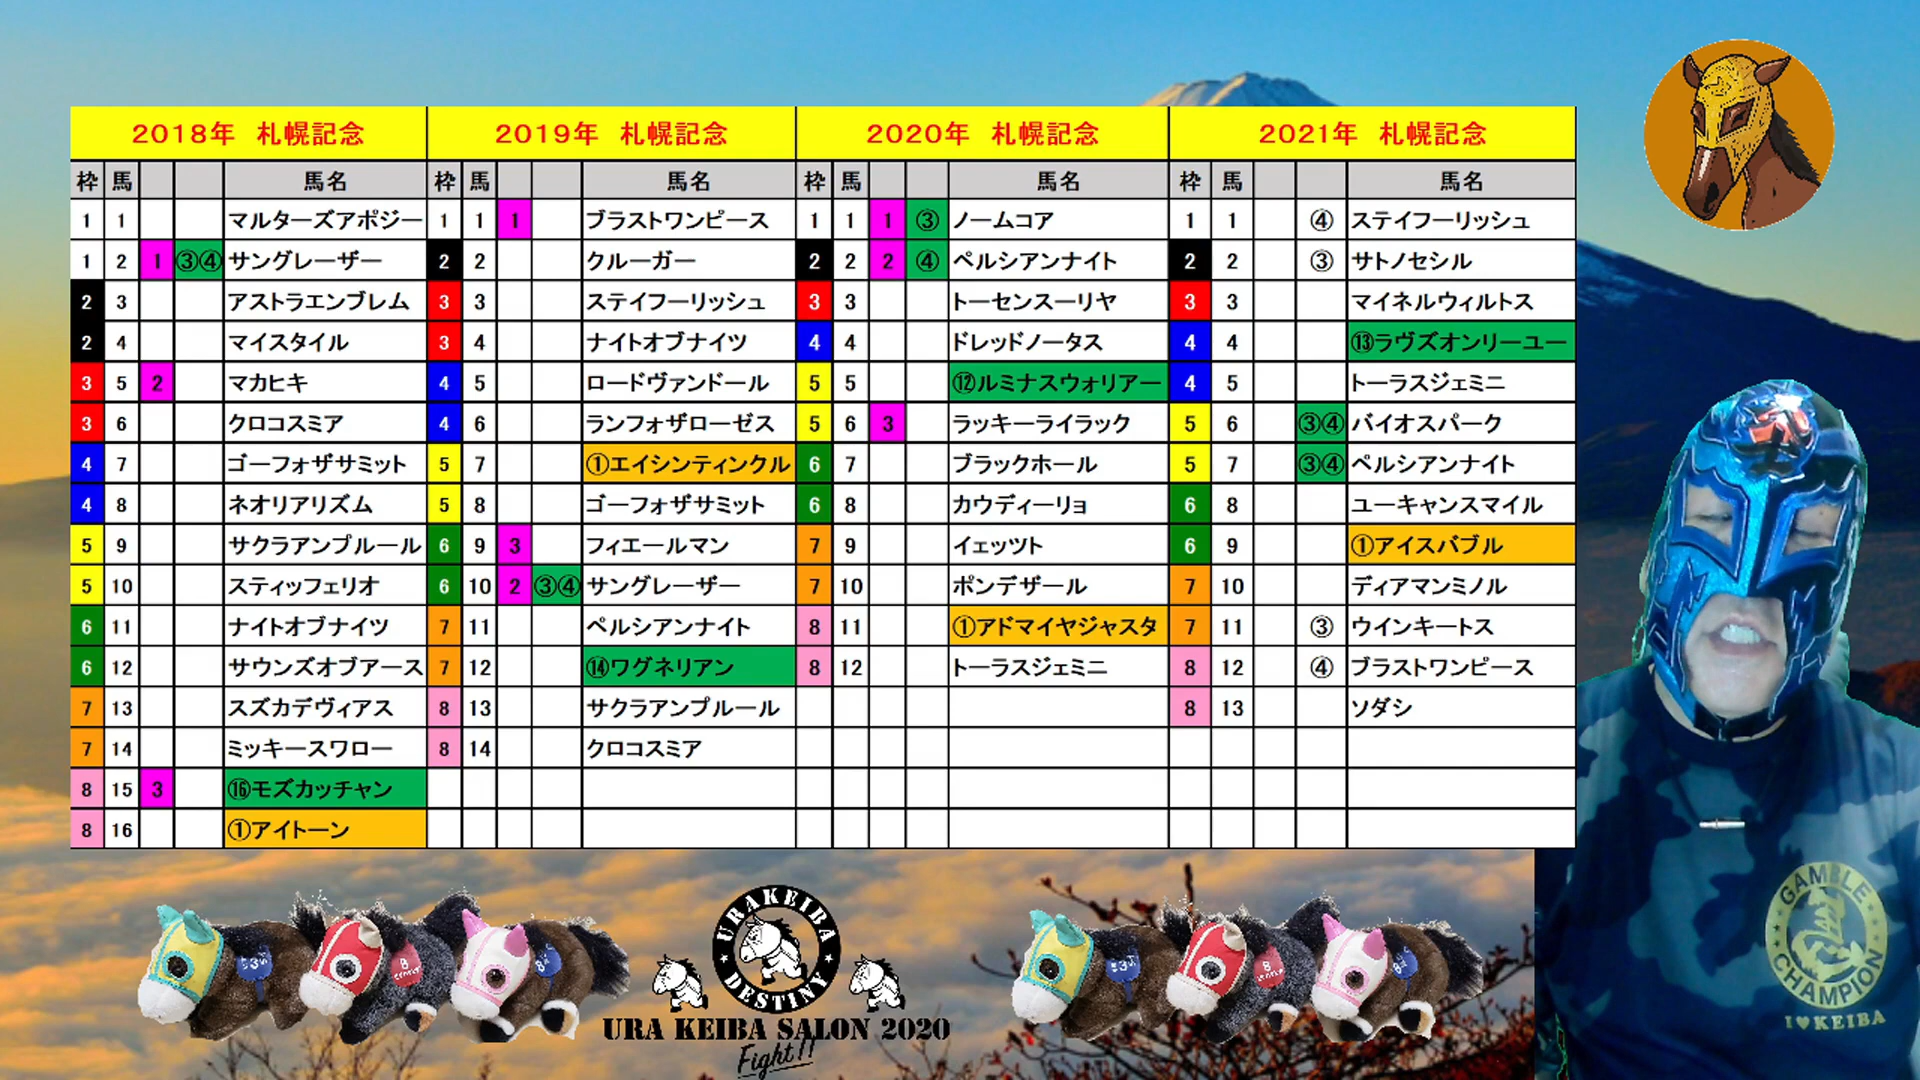 2018年 札幌記念 2019年 札幌記念 2020年 札幌記念 2021年 札幌記念
枠 馬 馬名 枠 馬 馬名 枠 馬 馬名 枠 馬 馬名
1 1 マルターズアポジー 1 1 1 ブラストワンピース 1 1 1 ③ ノームコア 1 1 ④ ステイフーリッシュ
1 2 1 ③④ サングレーザー 2 2 クルーガー 2 2 2 ④ ペルシアンナイト 2 2 ③ サトノセシル
2 3 アストラエンブレム 3 3 ステイフーリッシュ 3 3 トーセンスーリヤ 3 3 マイネルウィルトス
2 4 マイスタイル 3 4 ナイトオブナイツ 4 4 ドレッドノータス 4 4 ⑬ラヴズオンリーユー
3 5 2 マカヒキ 4 5 ロードヴァンドール 5 5 ⑫ルミナスウォリアー 4 5 トーラスジェミニ
3 6 クロコスミア 4 6 ランフォザローゼス 5 6 3 ラッキーライラック 5 6 ③④ バイオスパーク
4 7 ゴーフォザサミット 5 7 ①エイシンティンクル 6 7 ブラックホール 5 7 ③④ ペルシアンナイト
4 8 ネオリアリズム 5 8 ゴーフォザサミット 6 8 カウディーリョ 6 8 ユーキャンスマイル
5 9 サクラアンプルール 6 9 3 フィエールマン 7 9 イェッツト 6 9 ①アイスバブル
5 10 スティッフェリオ 6 10 2 ③④ サングレーザー 7 10 ポンデザール 7 10 ディアマンミノル
6 11 ナイトオブナイツ 7 11 ペルシアンナイト 8 11 ①アドマイヤジャスタ 7 11 ③ ウインキートス
6 12 サウンズオブアース 7 12 ⑭ワグネリアン 8 12 トーラスジェミニ 8 12 ④ ブラストワンピース
7 13 スズカデヴィアス 8 13 サクラアンプルール 8 13 ソダシ
7 14 ミッキースワロー 8 14 クロコスミア
8 15 3 ⑯モズカッチャン
8 16 ①アイトーン
URAKEIBA
DESTINY
URA KEIBA SALON 2020
Fight!!
GAMBLE
CHAMPION
I♥KEIBA